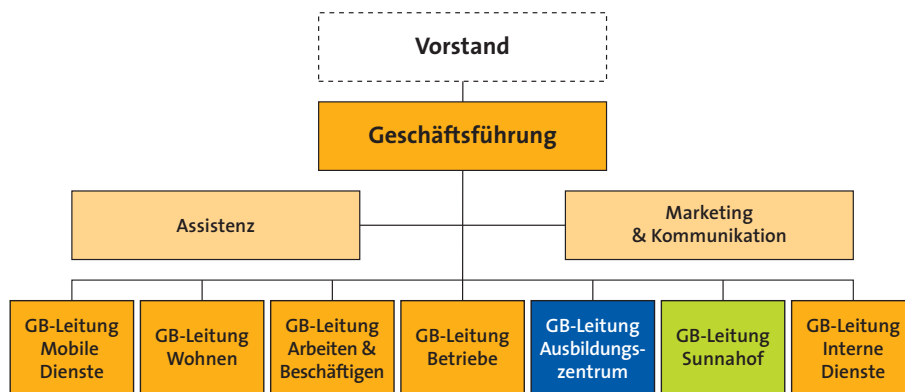 Vorstand
Geschäftsführung
Assistenz
Marketing
& Kommunikation
GB-Leitung
Mobile
Dienste
GB-Leitung
Wohnen
GB-Leitung
Arbeiten &
Beschäftigen
GB-Leitung
Betriebe
GB-Leitung
Ausbildungs-
zentrum
GB-Leitung
Sunnahof
GB-Leitung
Interne
Dienste